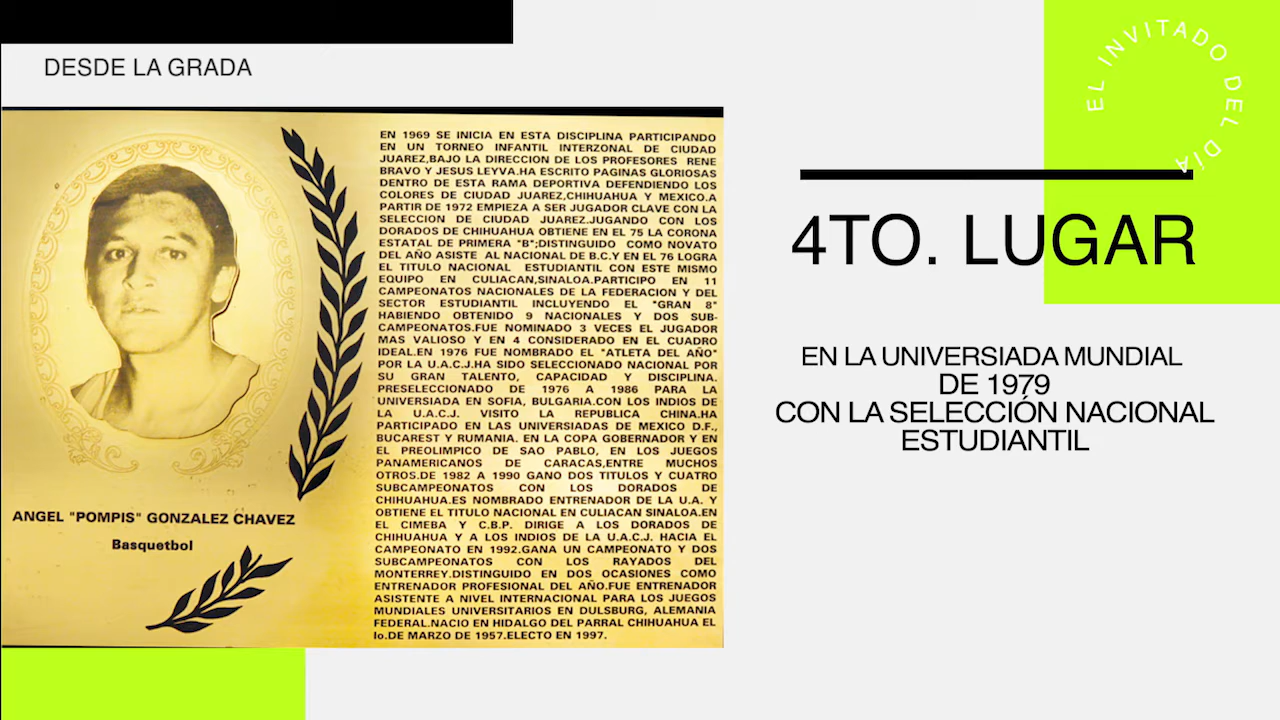 DESDE LA GRADA
EN 1969 SE INICIA EN ESTA DISCIPLINA PARTICIPANDO
EN UN TORNEO INFANTIL INTERZONAL DE CIUDAD
JUAREZ,BAJO LA DIRECCION DE LOS PROFESORES RENE
BRAVO Y JESUS LEYVA.HA ESCRITO PAGINAS GLORIOSAS
DENTRO DE ESTA RAMA DEPORTIVA DEFENDIENDO LOS
COLORES DE CIUDAD JUAREZ,CHIHUAHUA Y MEXICO.A
PARTIR DE 1972 EMPIEZA A SER JUGADOR CLAVE CON LA
SELECCION DE CIUDAD JUAREZ.JUGANDO CON LOS
DORADOS DE CHIHUAHUA OBTIENE EN EL 75 LA CORONA
ESTATAL DE PRIMERA "B";DISTINGUIDO COMO NOVATO
DEL AÑO ASISTE AL NACIONAL DE B.C.Y EN EL 76 LOGRA
EL TITULO NACIONAL ESTUDIANTIL CON ESTE MISMO
EQUIPO EN CULIACAN,SINALOA.PARTICIPO EN 11
CAMPEONATOS NACIONALES DE LA FEDERACION Y DEL
SECTOR ESTUDIANTIL INCLUYENDO EL "GRAN 8"
HABIENDO OBTENIDO 9 NACIONALES Y DOS SUB-
CAMPEONATOS.FUE NOMINADO 3 VECES EL JUGADOR
MAS VALIOSO Y EN 4 CONSIDERADO EN EL CUADRO
IDEAL.EN 1976 FUE NOMBRADO EL "ATLETA DEL AÑO"
POR LA U.A.C.J.HA SIDO SELECCIONADO NACIONAL POR
SU GRAN TALENTO, CAPACIDAD Y DISCIPLINA.
PRESELECCIONADO DE 1976 A 1986 PARA LA
UNIVERSIADA EN SOFIA, BULGARIA.CON LOS INDIOS DE
LA U.A.C.J. VISITO LA REPUBLICA CHINA.HA
PARTICIPADO EN LAS UNIVERSIADAS DE MEXICO D.F.,
BUCAREST Y RUMANIA. EN LA COPA GOBERNADOR Y EN
EL PREOLIMPICO DE SAO PABLO, EN LOS JUEGOS
PANAMERICANOS DE CARACAS,ENTRE MUCHOS
OTROS.DE 1982 A 1990 GANO DOS TITULOS Y CUATRO
SUBCAMPEONATOS CON LOS DORADOS DE
CHIHUAHUA.ES NOMBRADO ENTRENADOR DE LA U.A. Y
OBTIENE EL TITULO NACIONAL EN CULIACAN SINALOA.EN
EL CIMEBA Y C.B.P. DIRIGE A LOS DORADOS DE
CHIHUAHUA Y A LOS INDIOS DE LA U.A.C.J. HACIA EL
CAMPEONATO EN 1992.GANA UN CAMPEONATO Y DOS
SUBCAMPEONATOS CON LOS RAYADOS DEL
MONTERREY.DISTINGUIDO EN DOS OCASIONES COMO
ENTRENADOR PROFESIONAL DEL AÑO.FUE ENTRENADOR
ASISTENTE A NIVEL INTERNACIONAL PARA LOS JUEGOS
MUNDIALES UNIVERSITARIOS EN DULSBURG, ALEMANIA
FEDERAL.NACIO EN HIDALGO DEL PARRAL CHIHUAHUA EL
lo.DE MARZO DE 1957.ELECTO EN 1997.
ANGEL "POMPIS" GONZALEZ CHAVEZ
Basquetbol
EL INVITADO DEL DÍA
4TO. LUGAR
EN LA UNIVERSIADA MUNDIAL
DE 1979
CON LA SELECCIÓN NACIONAL
ESTUDIANTIL